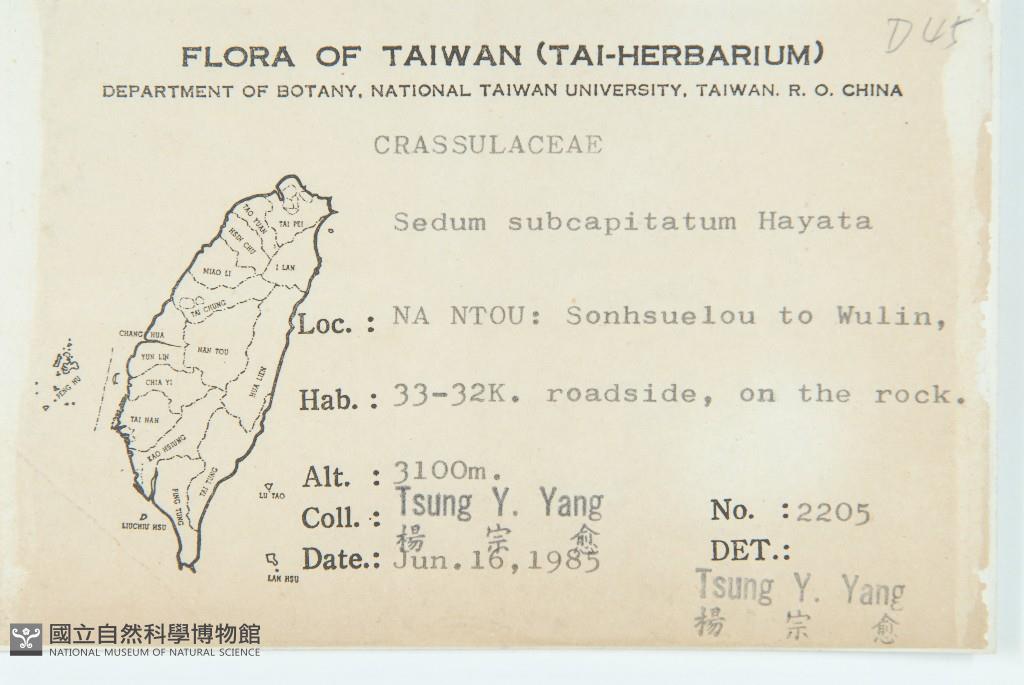 D45
FLORA OF TAIWAN (TAI-HERBARIUM)
DEPARTMENT OF BOTANY, NATIONAL TAIWAN UNIVERSITY, TAIWAN. R. O. CHINA
CRASSULACEAE
Sedum subcapitatum Hayata
TAO YUAN
TAI PEI
HSIN CHU
MIAO LI
I LAN
TAI CHUNG
Loc. : NA NTOU: Sonhsuelou to Wulin,
CHANG HUA
NAN TOU
YUN LIN
PENG HU
CHIA YI
HUA LIEN
Hab. : 33-32K. roadside, on the rock.
TAI NAN
KAO HSIUNG
TAI TUNG
Alt. : 3100m.
LU TAO
PING TUNG
Coll. : Tsung Y. Yang
楊 宗 愈
No. : 2205
LIUCHIU HSU
Date.: Jun.16,1985
DET.:
LAN HSU
Tsung Y. Yang
楊 宗 愈
國立自然科學博物館
NATIONAL MUSEUM OF NATURAL SCIENCE